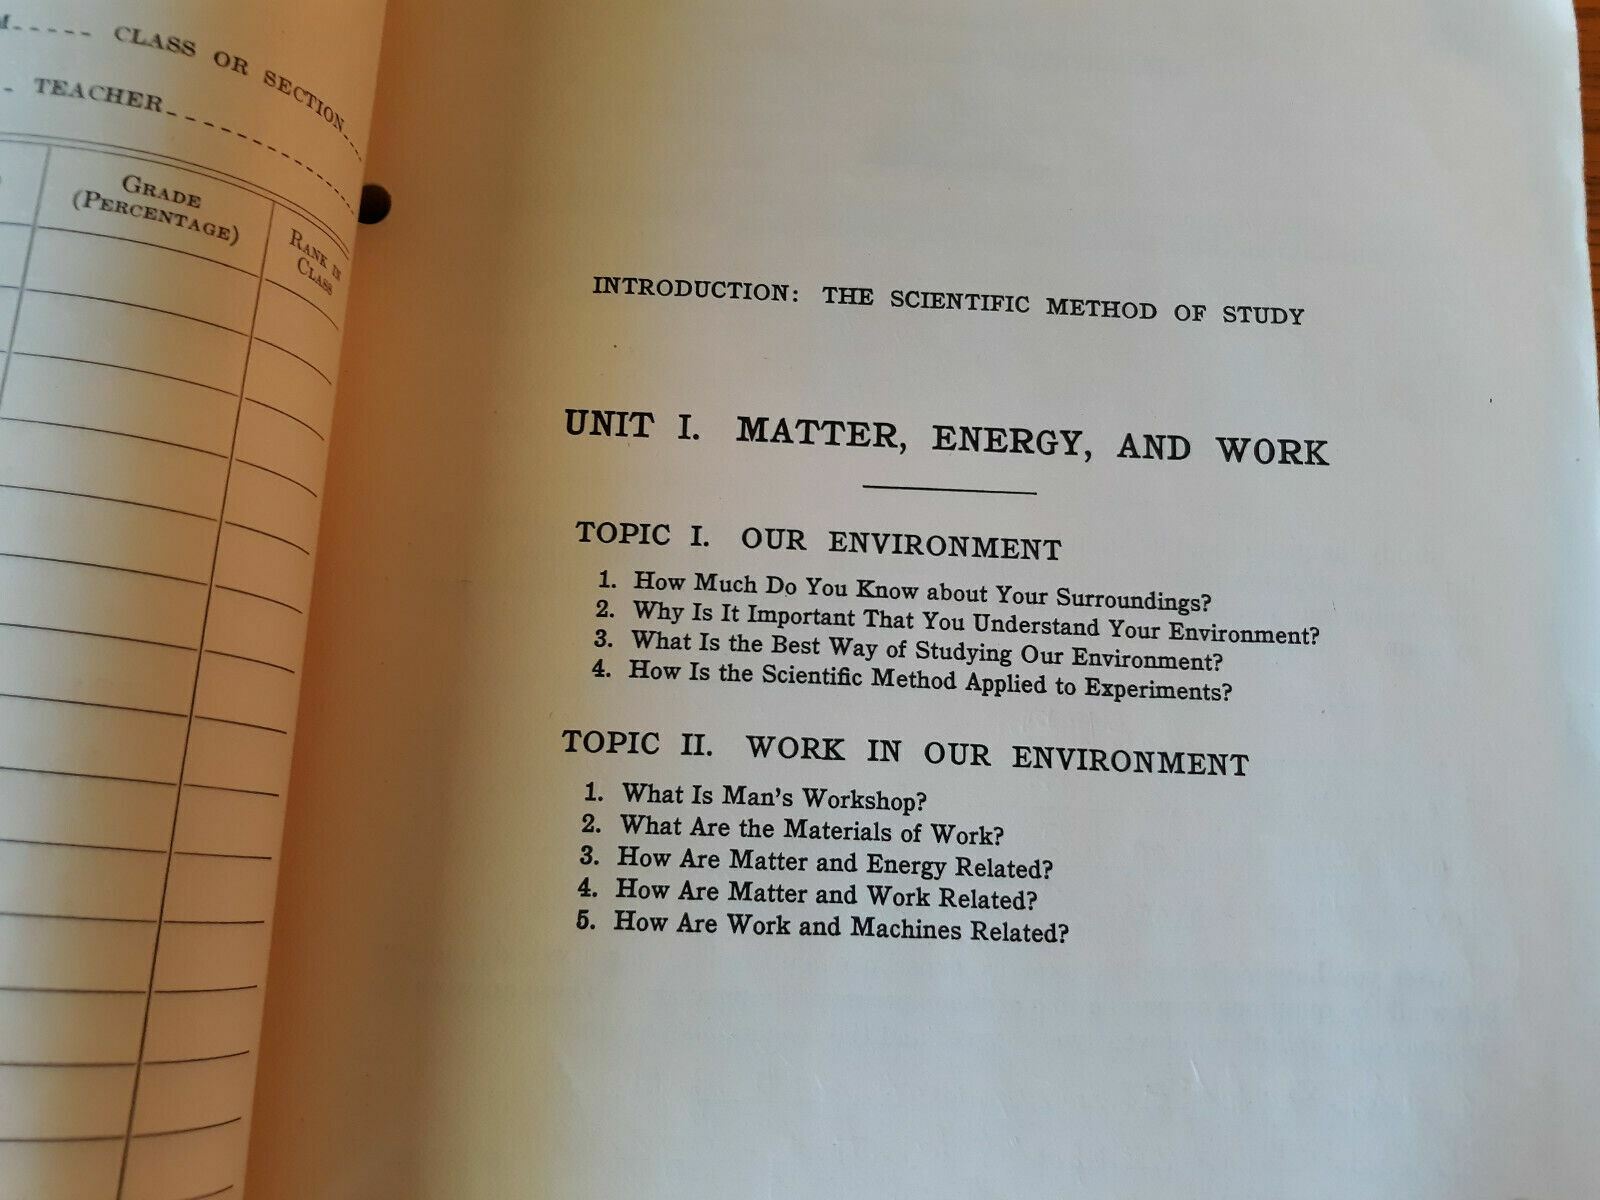 CLASS OR SECTION
TEACHER
GRADE
(PERCENTAGE)
RANK IN
CLASS
INTRODUCTION: THE SCIENTIFIC METHOD OF STUDY
UNIT I. MATTER, ENERGY, AND WORK
TOPIC I. OUR ENVIRONMENT
1. How Much Do You Know about Your Surroundings?
2. Why Is It Important That You Understand Your Environment?
3. What Is the Best Way of Studying Our Environment?
4. How Is the Scientific Method Applied to Experiments?
TOPIC II. WORK IN OUR ENVIRONMENT
1. What Is Man's Workshop?
2. What Are the Materials of Work?
3. How Are Matter and Energy Related?
4. How Are Matter and Work Related?
5. How Are Work and Machines Related?